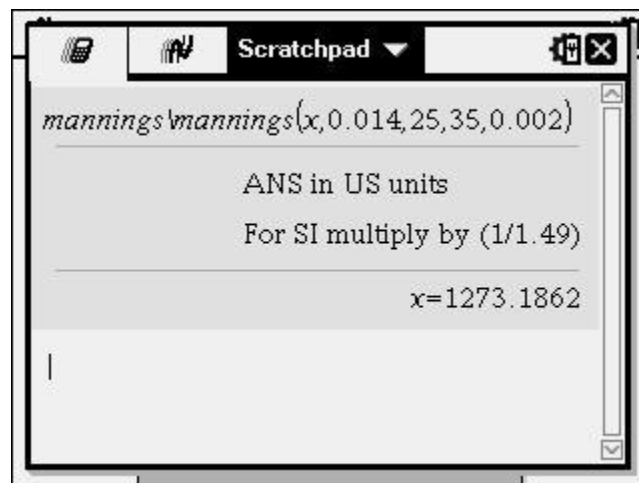 Scratchpad
mannings\mannings(x,0.014,25,35,0.002)
ANS in US units
For SI multiply by (1/1.49)
x=1273.1862